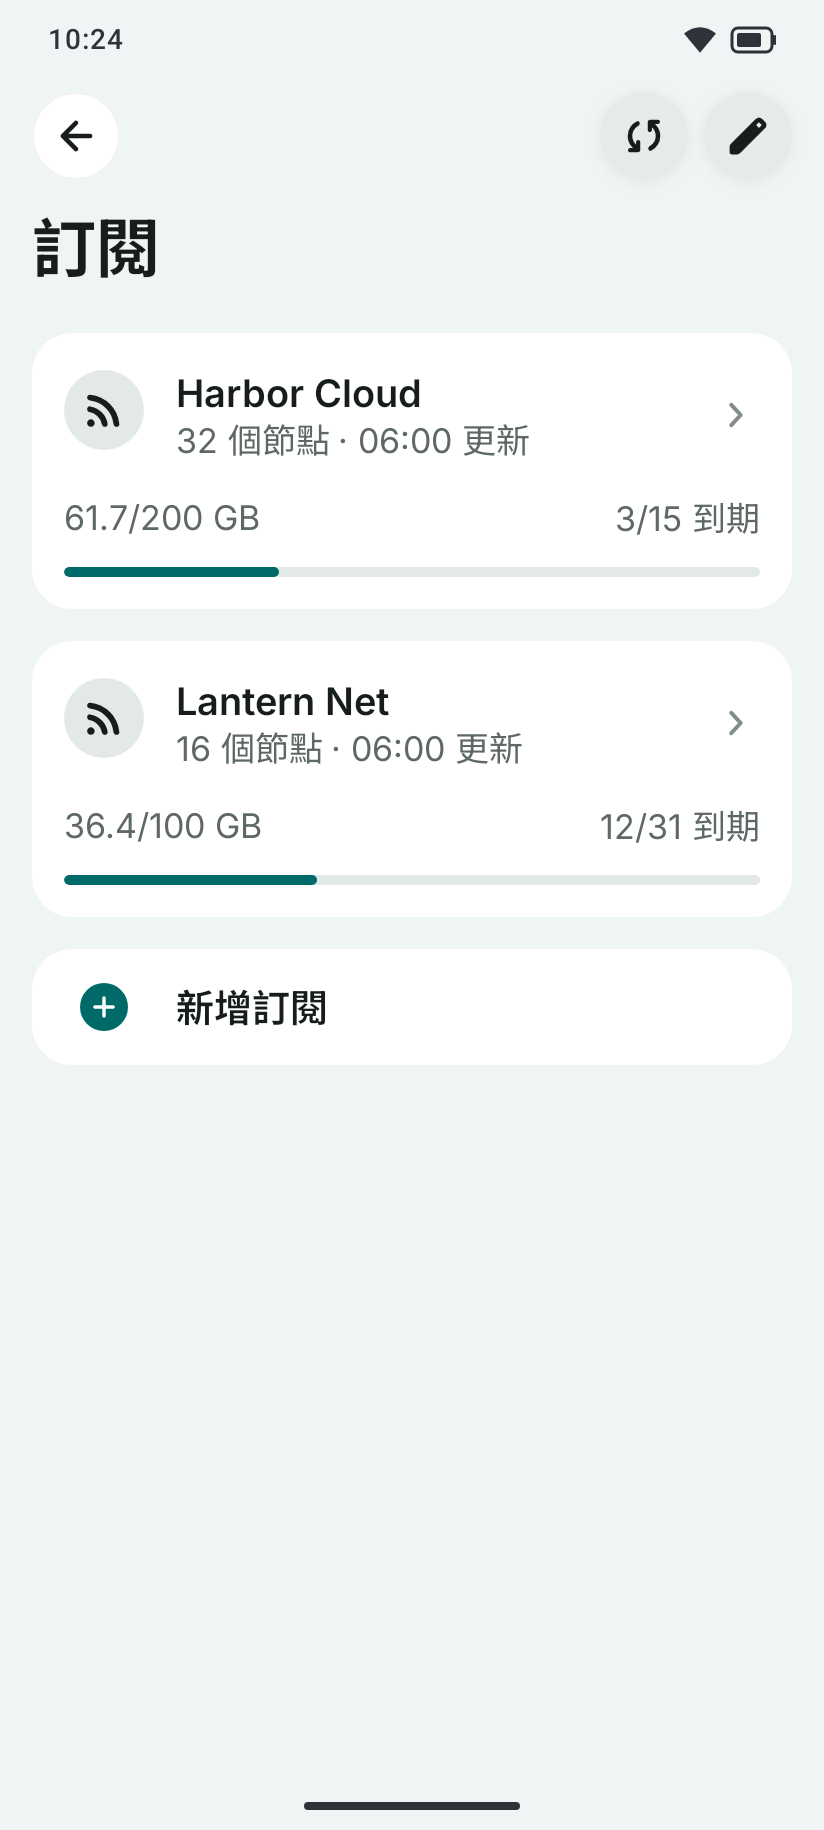 10:24
訂閱
Harbor Cloud
32 個節點 · 06:00 更新
61.7/200 GB
3/15 到期
Lantern Net
16 個節點 · 06:00 更新
36.4/100 GB
12/31 到期
新增訂閱